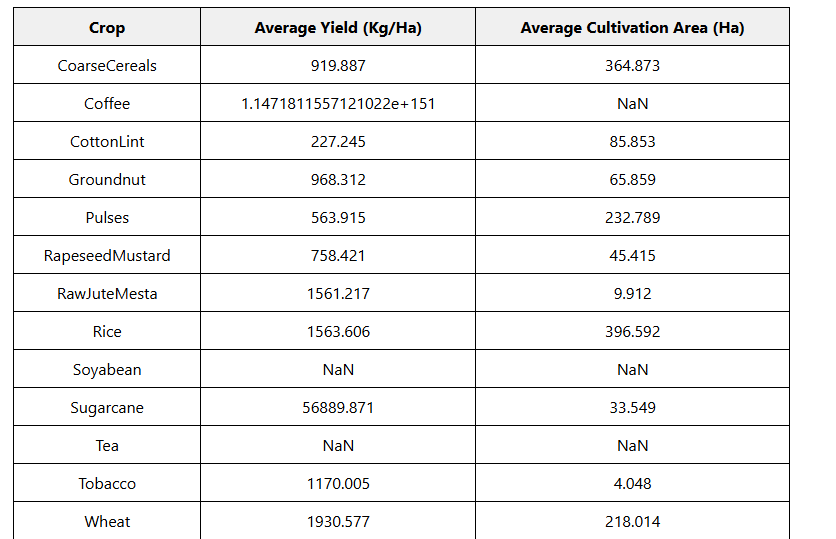 Crop Average Yield (Kg/Ha) Average Cultivation Area (Ha)
CoarseCereals 919.887 364.873
Coffee 1.1471811557121022e+151 NaN
CottonLint 227.245 85.853
Groundnut 968.312 65.859
Pulses 563.915 232.789
RapeseedMustard 758.421 45.415
RawJuteMesta 1561.217 9.912
Rice 1563.606 396.592
Soyabean NaN NaN
Sugarcane 56889.871 33.549
Tea NaN NaN
Tobacco 1170.005 4.048
Wheat 1930.577 218.014